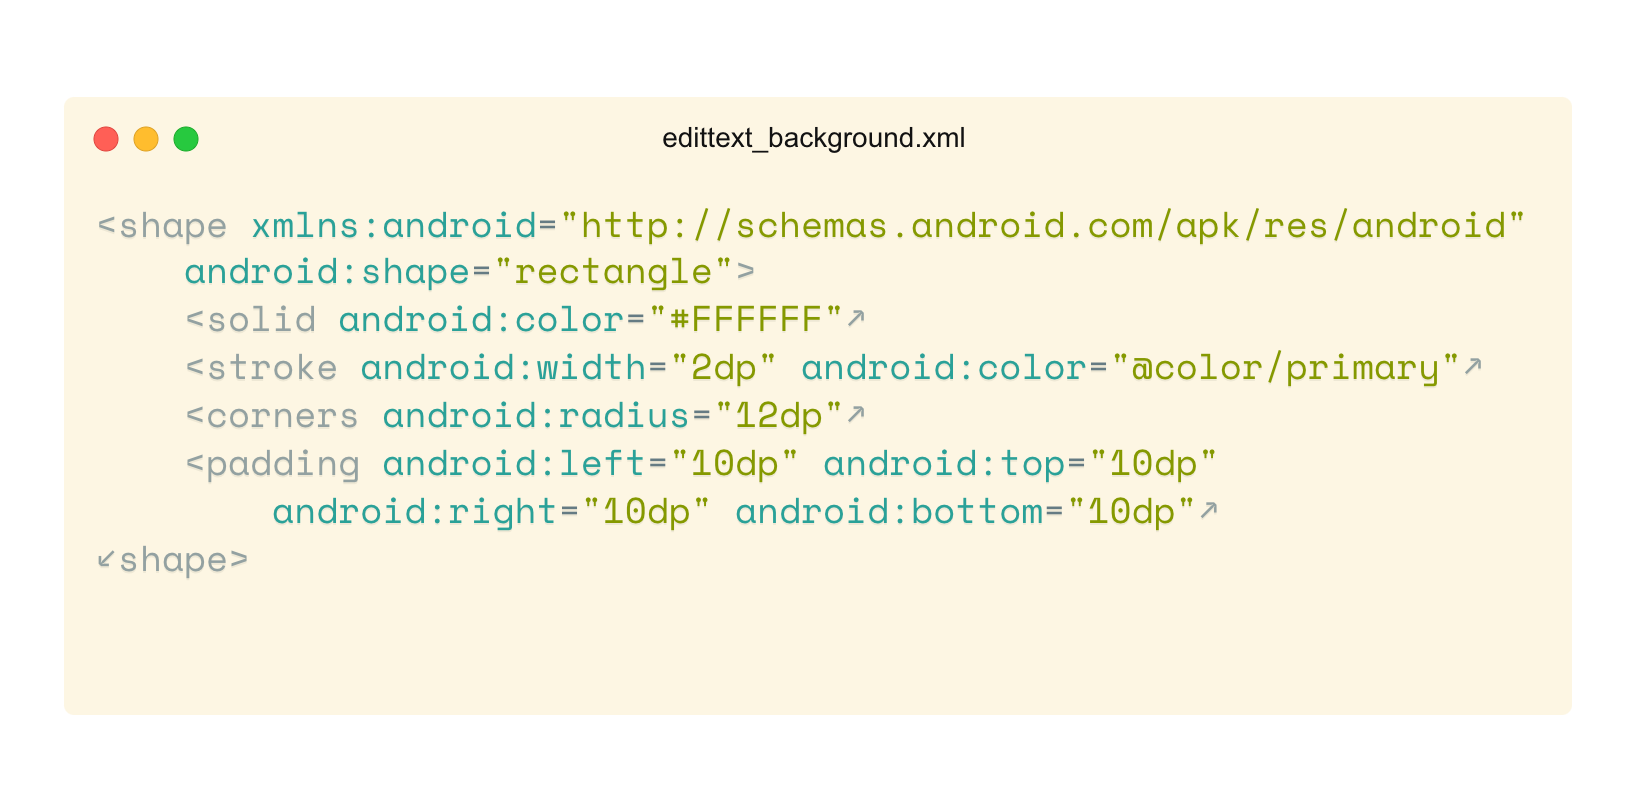 edittext_background.xml
<shape xmlns:android="http://schemas.android.com/apk/res/android"
    android:shape="rectangle">
    <solid android:color="#FFFFFF"/>
    <stroke android:width="2dp" android:color="@color/primary"/>
    <corners android:radius="12dp"/>
    <padding android:left="10dp" android:top="10dp"
        android:right="10dp" android:bottom="10dp"/>
</shape>